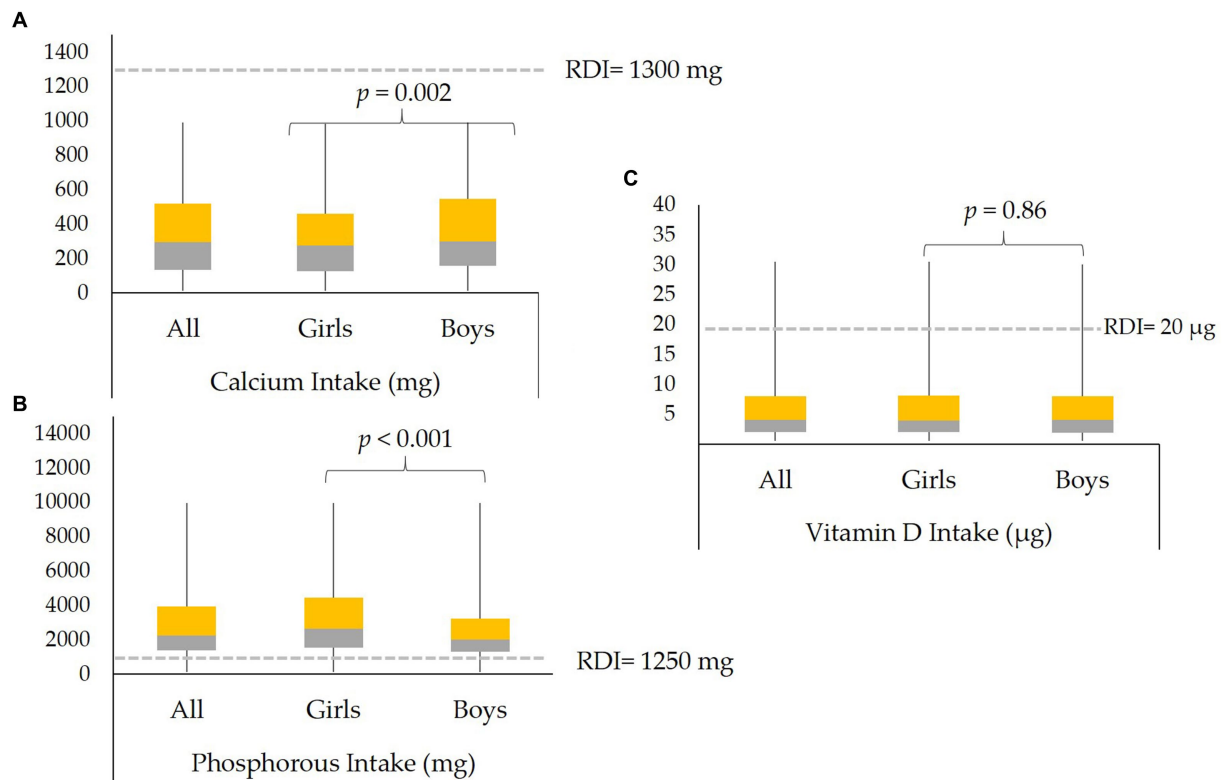 A
1400
1200
1000
800
600
400
200
0
RDI= 1300 mg
p = 0.002
All Girls Boys
Calcium Intake (mg)
B
14000
12000
10000
8000
6000
4000
2000
0
p < 0.001
RDI= 1250 mg
All Girls Boys
Phosphorous Intake (mg)
C
40
35
30
25
20
15
10
5
p = 0.86
RDI= 20 µg
All Girls Boys
Vitamin D Intake (µg)